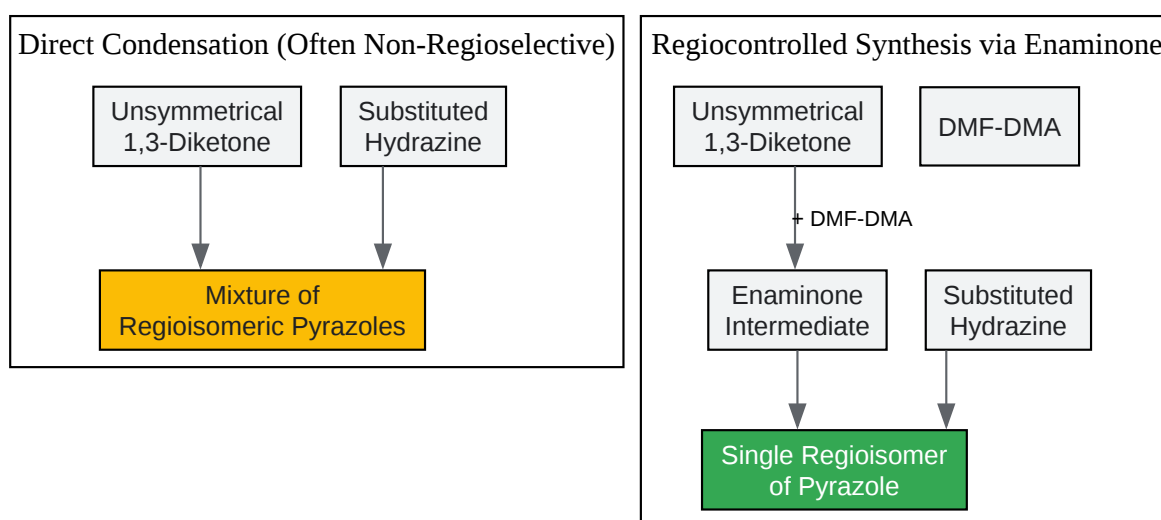 Direct Condensation (Often Non-Regioselective)
Unsymmetrical
1,3-Diketone
Substituted
Hydrazine
Mixture of
Regioisomeric Pyrazoles
Regiocontrolled Synthesis via Enaminone
Unsymmetrical
1,3-Diketone
DMF-DMA
+ DMF-DMA
Enaminone
Intermediate
Substituted
Hydrazine
Single Regioisomer
of Pyrazole